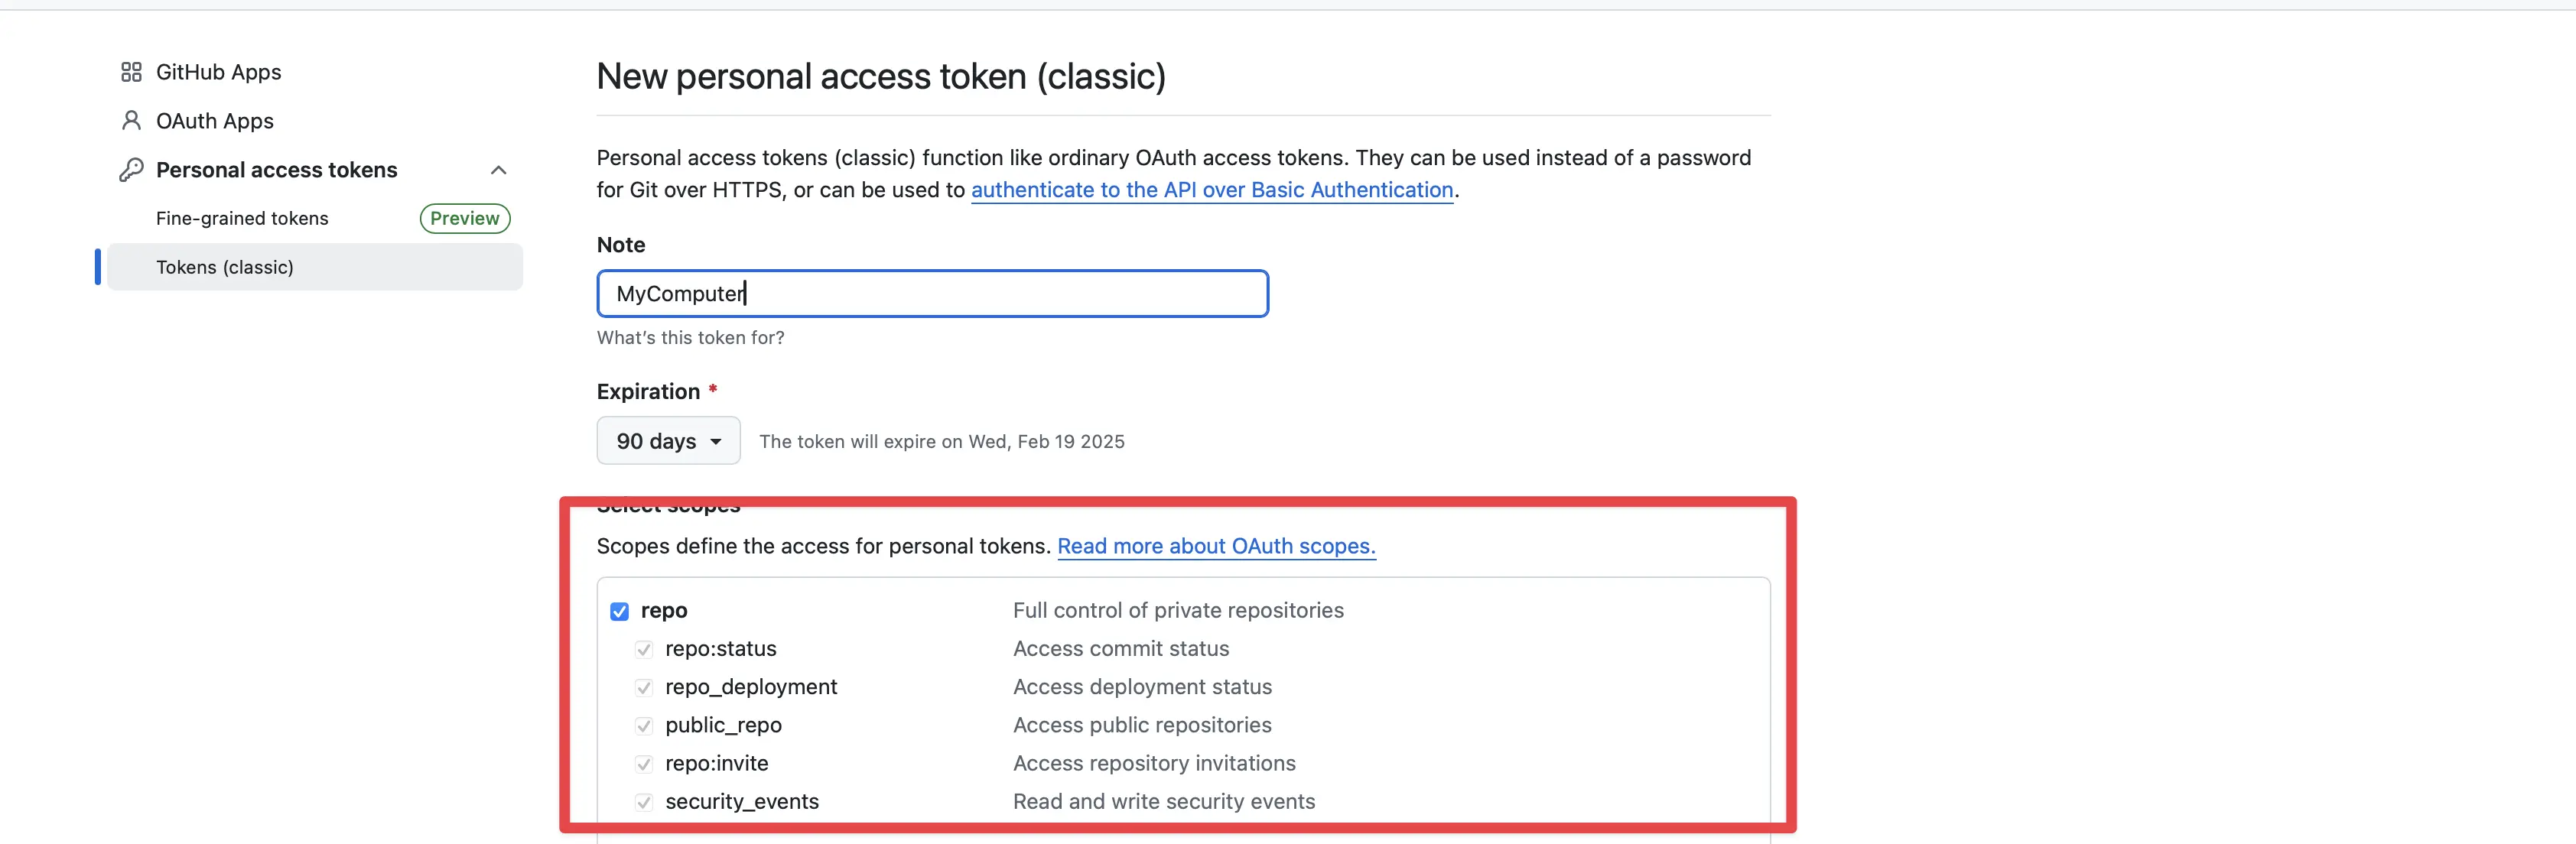 GitHub Apps
OAuth Apps
Personal access tokens
Fine-grained tokens Preview
Tokens (classic)
New personal access token (classic)
Personal access tokens (classic) function like ordinary OAuth access tokens. They can be used instead of a password
for Git over HTTPS, or can be used to authenticate to the API over Basic Authentication.
Note
MyComputer
What's this token for?
Expiration *
90 days The token will expire on Wed, Feb 19 2025
Select scopes
Scopes define the access for personal tokens. Read more about OAuth scopes.
repo Full control of private repositories
repo:status Access commit status
repo_deployment Access deployment status
public_repo Access public repositories
repo:invite Access repository invitations
security_events Read and write security events